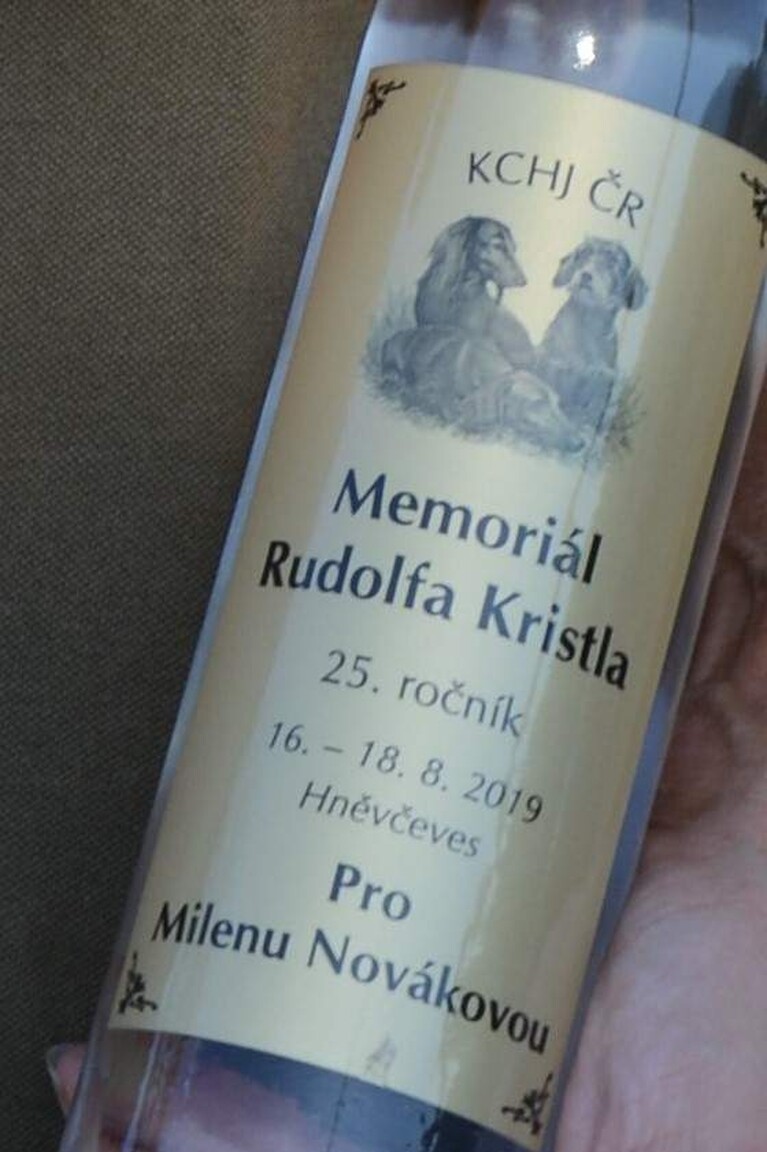 KCHJ ČR
Memoriál
Rudolfa Kristla
25. ročník
16. – 18. 8. 2019
Hněvčeves
Pro
Milenu Novákovou